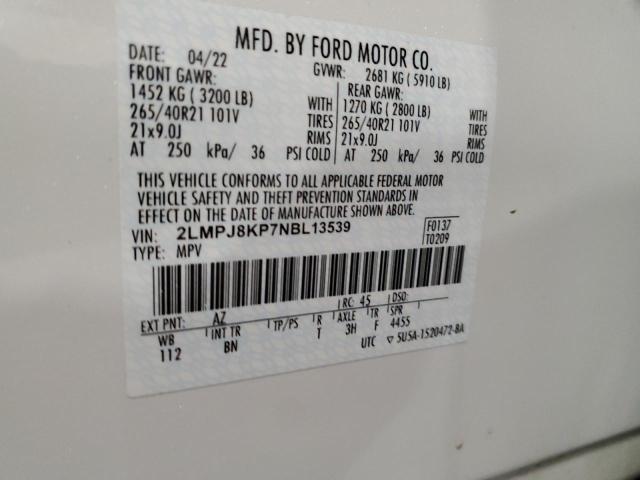 MFD. BY FORD MOTOR CO.
DATE: 04/22 GVWR: 2681 KG ( 5910 LB)
FRONT GAWR: REAR GAWR:
1452 KG ( 3200 LB) WITH 1270 KG ( 2800 LB) WITH
265/40R21 101V TIRES 265/40R21 101V TIRES
21x9.0J RIMS 21x9.0J RIMS
AT 250 kPa/ 36 PSI COLD AT 250 kPa/ 36 PSI COLD
THIS VEHICLE CONFORMS TO ALL APPLICABLE FEDERAL MOTOR
VEHICLE SAFETY AND THEFT PREVENTION STANDARDS IN
EFFECT ON THE DATE OF MANUFACTURE SHOWN ABOVE.
VIN: 2LMPJ8KP7NBL13539 F0137
TYPE: MPV T0209
EXT PNT: AZ RC: 45 DSO:
WB INT TR TP/PS R AXLE TR SPR
112 BN T 3H F 4455
UTC ▽ 5U5A-1520472-BA